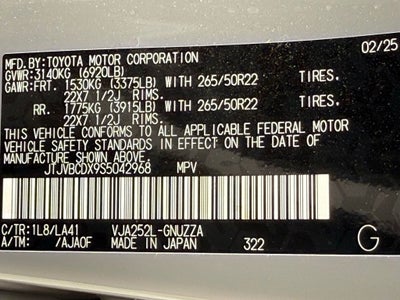 MFD.BY:TOYOTA MOTOR CORPORATION 02/25
GVWR:3140KG (6920LB)
GAWR:FRT. 1530KG (3375LB) WITH 265/50R22 TIRES.
22X7 1/2J RIMS.
RR. 1775KG (3915LB) WITH 265/50R22 TIRES.
22X7 1/2J RIMS.
THIS VEHICLE CONFORMS TO ALL APPLICABLE FEDERAL MOTOR
VEHICLE SAFETY STANDARDS IN EFFECT ON THE DATE OF
MANUFACTURE SHOWN ABOVE.
JTJVBCDX9S5042968 MPV
C/TR:1L8/LA41 VJA252L-GNUZZA
A/TM: /AJA0F MADE IN JAPAN 322 G